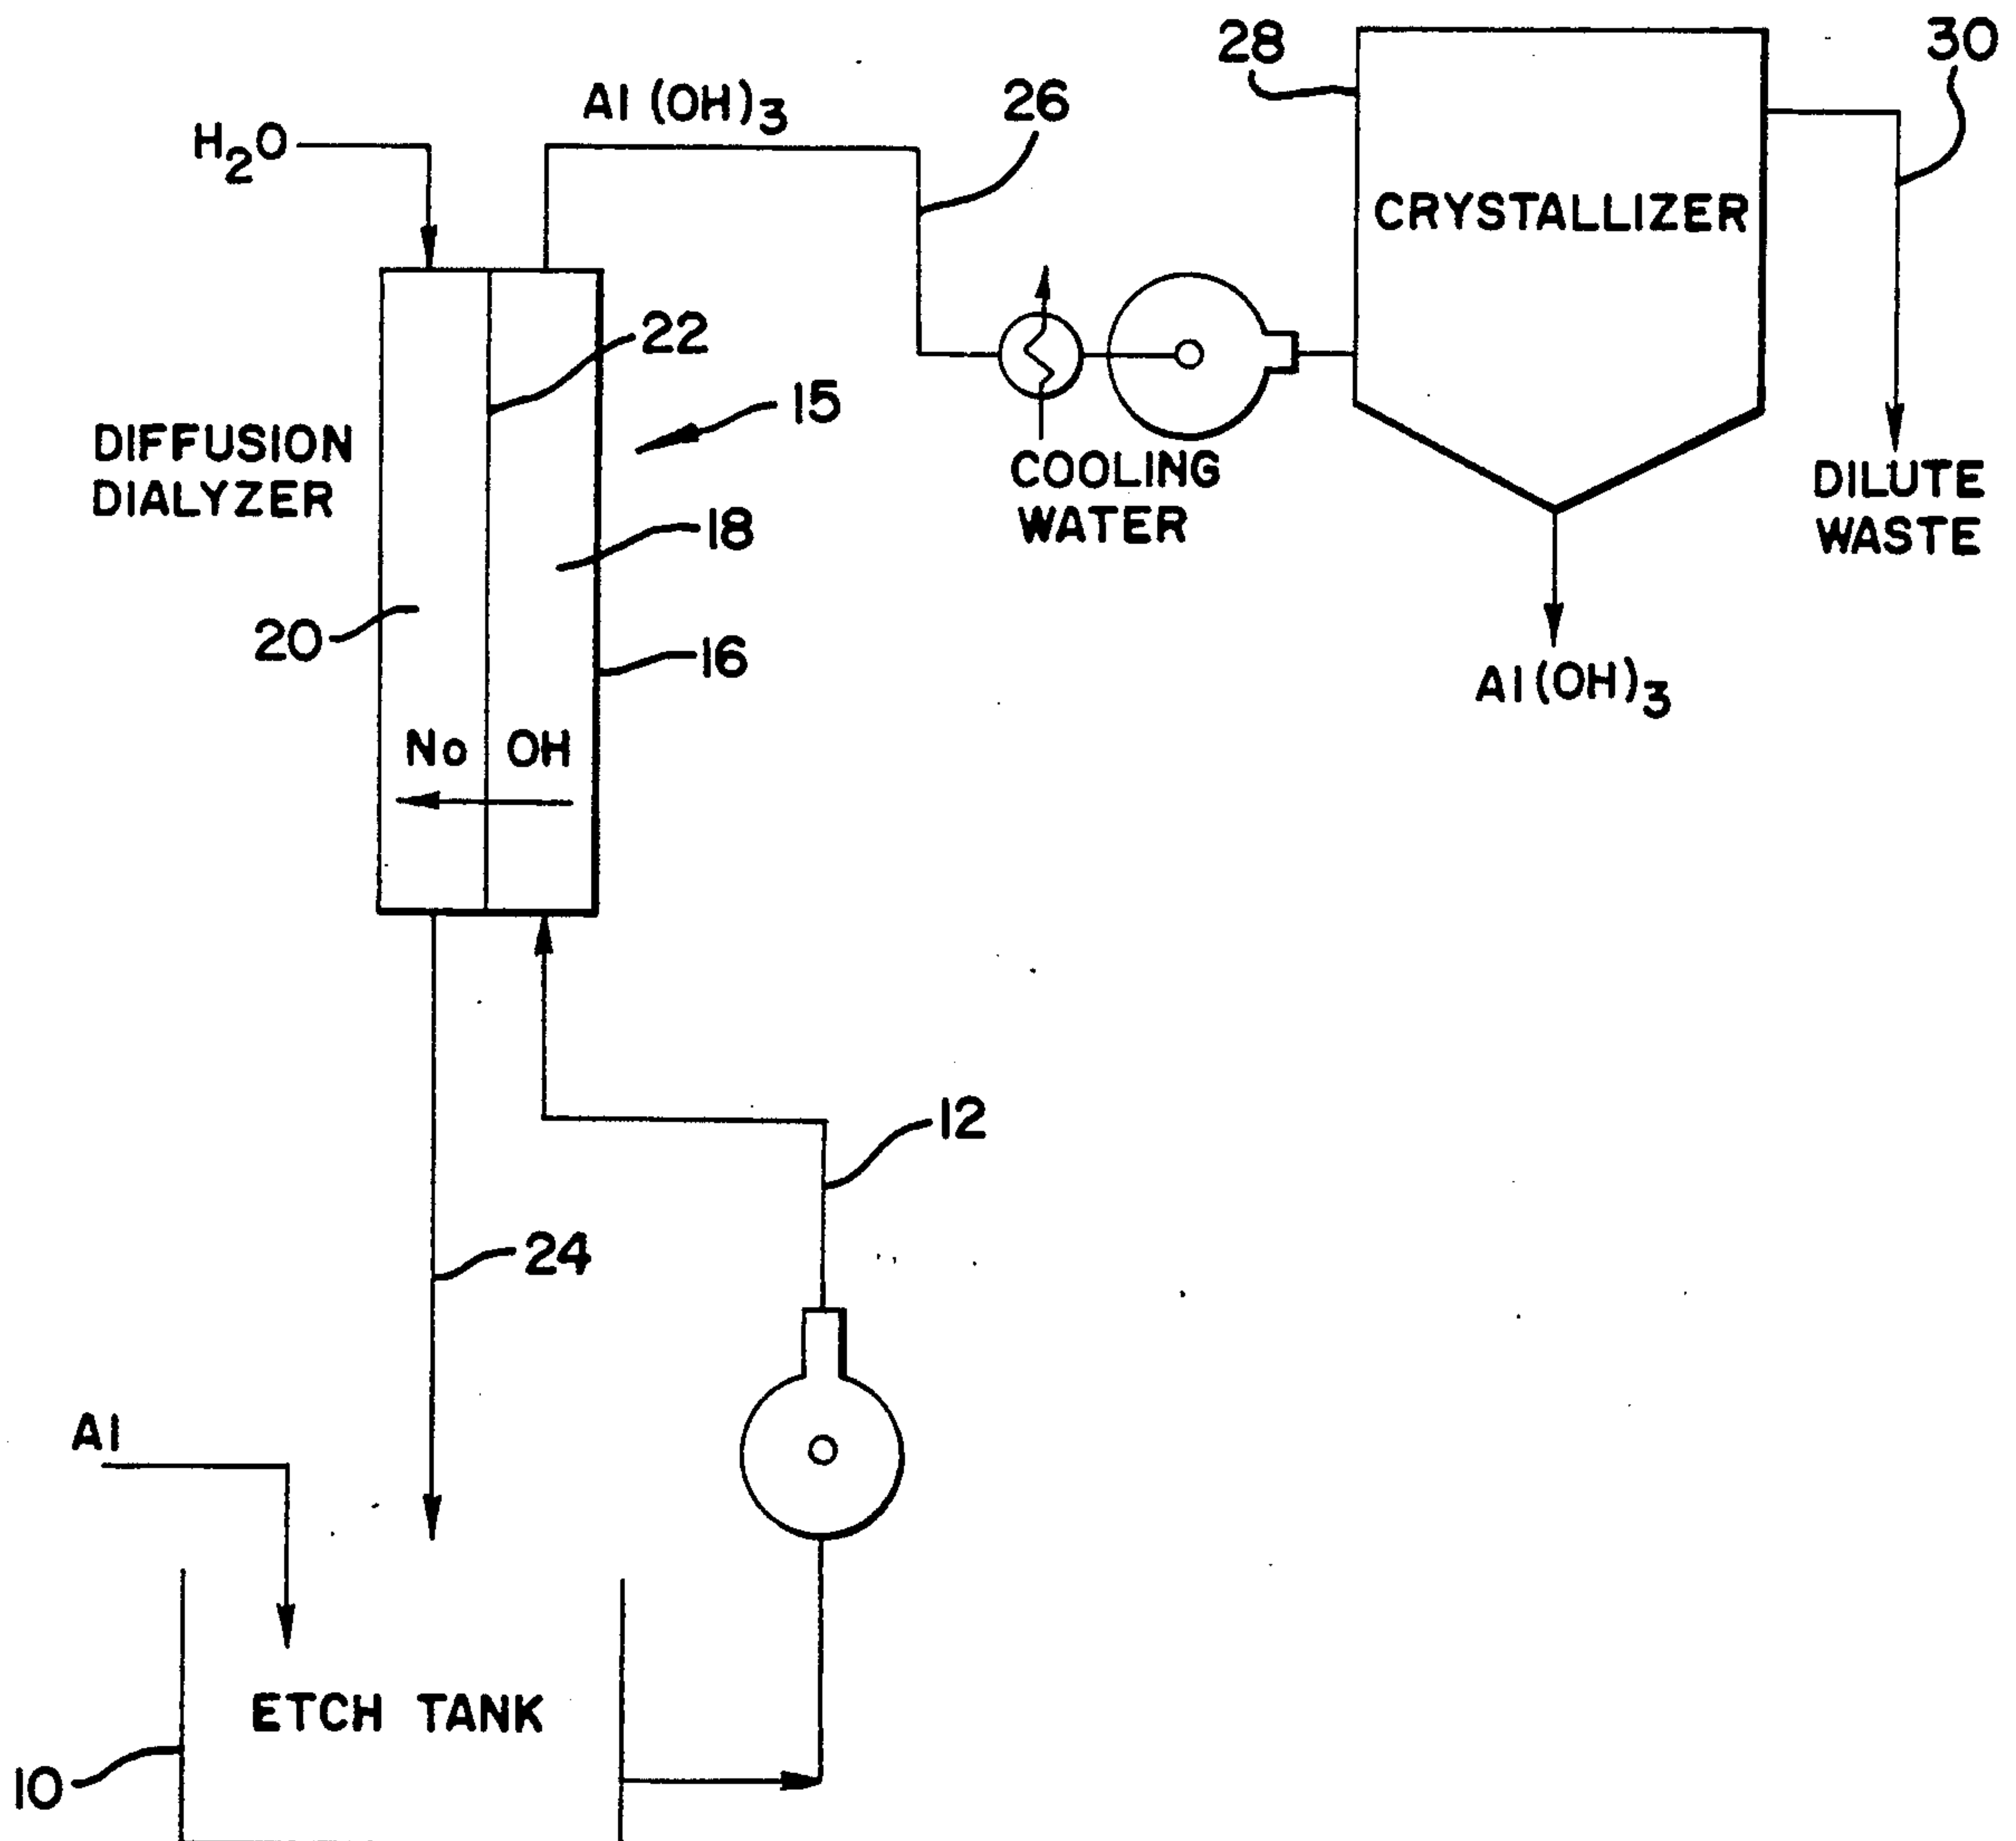 28
30
Al (OH)3
26
H2O
CRYSTALLIZER
22
15
DIFFUSION
DIALYZER
COOLING
WATER
DILUTE
WASTE
18
20
16
Al(OH)3
No OH
12
24
Al
ETCH TANK
10